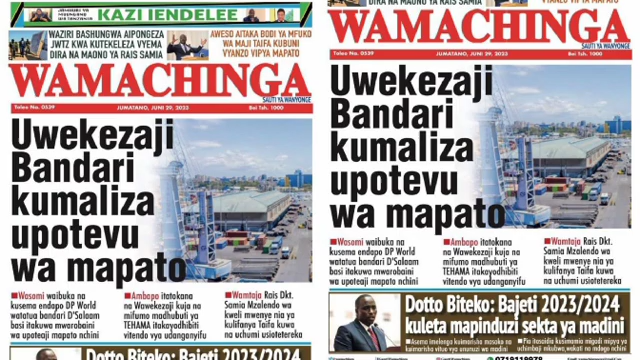 KAZI IENDELEE
WAZIRI BASHUNGWA AIPONGEZA
JWTZ KWA KUTEKELEZA VYEMA
DIRA NA MAONO YA RAIS SAMIA
AWESO ATAKA BODI YA MFUKO
WA MAJI TAIFA KUBUNI
VYANZO VIPYA MAPATO
WAMACHINGA
SAUTI YA WANYONGE
Toleo No. 0539
JUMATANO, JUNI 29, 2023
Bei Tsh. 1000
Uwekezaji
Bandari
kumaliza
upotevu
wa mapato
Wasomi waibuka na
kusema endapo DP World
watatua bandari D'Salaam
basi itakuwa mwarobaini
wa upoteaji mapato nchini
Ambapo itatokana
na Wawekezaji kuja na
mifumo madhubuti ya
TEHAMA itakayodhibiti
vitendo vya udanganyifu
Wamtaja Rais Dkt.
Samia Mzalendo wa
kweli mwenye nia ya
kulifanya Taifa kuwa
na uchumi usioteterека
Dotto Biteko: Bajeti 2023/2024
DIRA NA MAONO YA RAIS SAMIA
VYANZO VIPYA MAPATO
WAMACHINGA
SAUTI YA WANYONGE
Toleo No. 0539
JUMATANO, JUNI 29, 2023
Bei Tsh. 1000
Uwekezaji
Bandari
kumaliza
upotevu
wa mapato
Wasomi waibuka na
kusema endapo DP World
watatua bandari D'Salaam
basi itakuwa mwarobaini
wa upoteaji mapato nchini
Ambapo itatokana
na Wawekezaji kuja na
mifumo madhubuti ya
TEHAMA itakayodhibiti
vitendo vya udanganyifu
Wamtaja Rais Dkt.
Samia Mzalendo wa
kweli mwenye nia ya
kulifanya Taifa kuwa
na uchumi usiotetereka
Dotto Biteko: Bajeti 2023/2024
kuleta mapinduzi sekta ya madini
0719119978